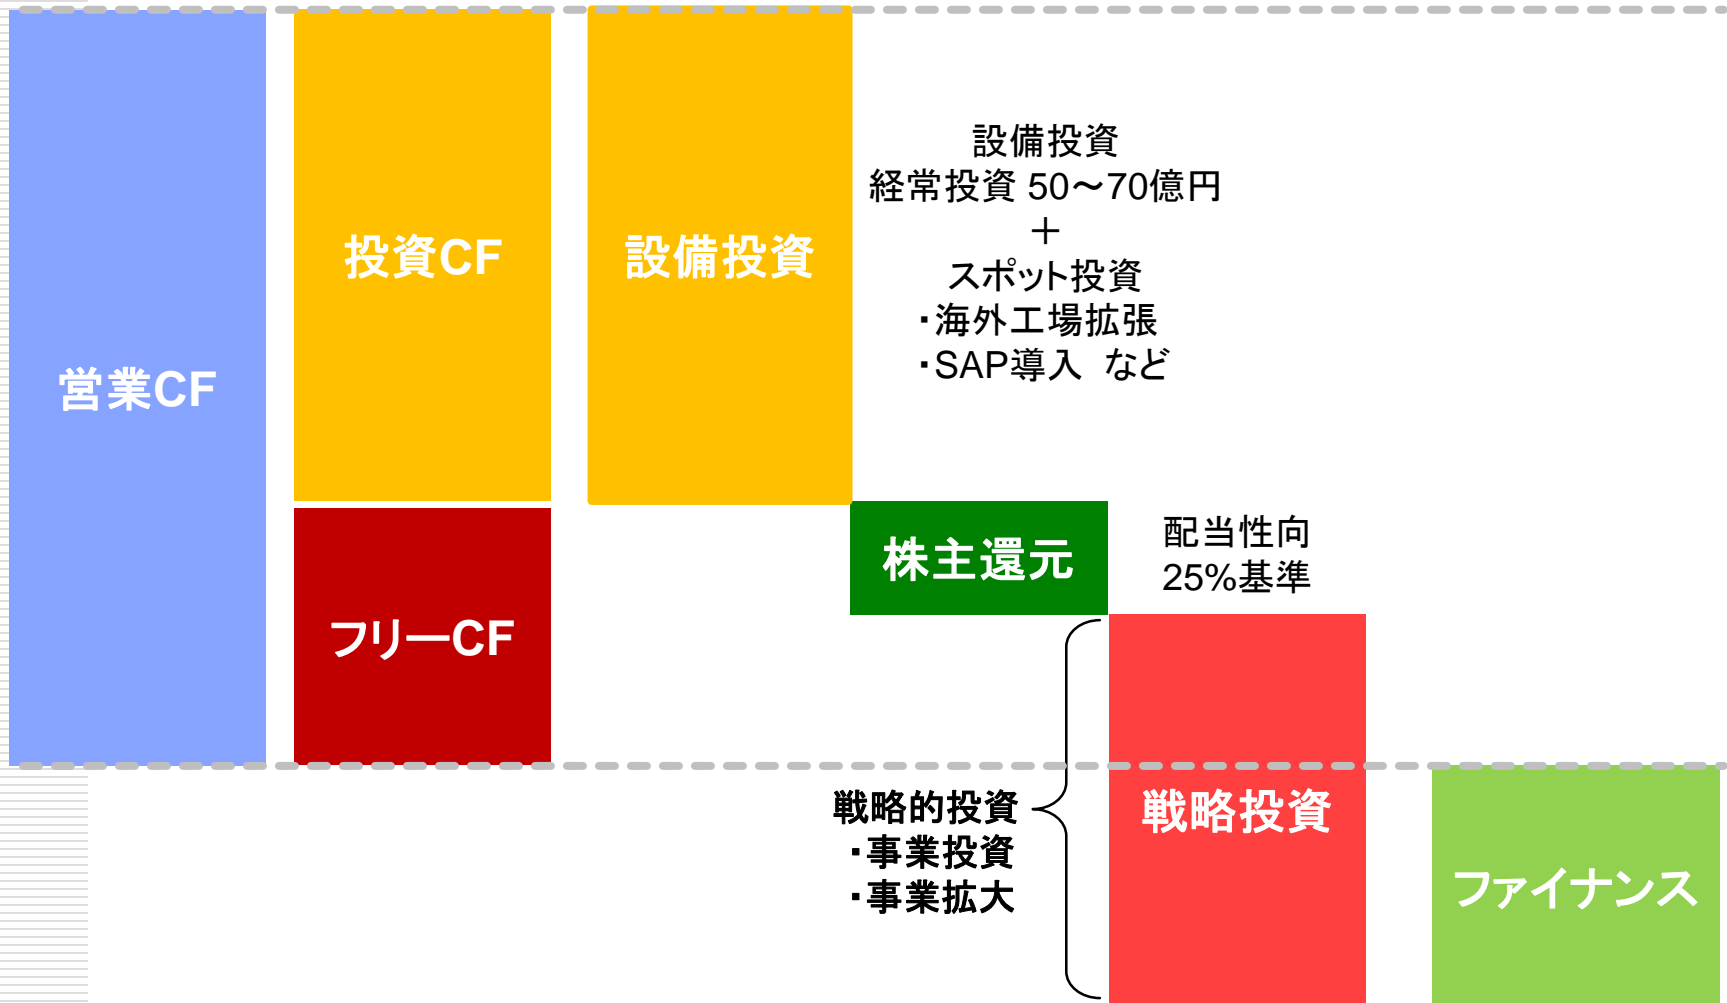 営業CF
投資CF
フリーCF
設備投資
設備投資
経常投資 50～70億円
＋
スポット投資
・海外工場拡張
・SAP導入　など
株主還元
配当性向
25%基準
戦略的投資
・事業投資
・事業拡大
戦略投資
ファイナンス